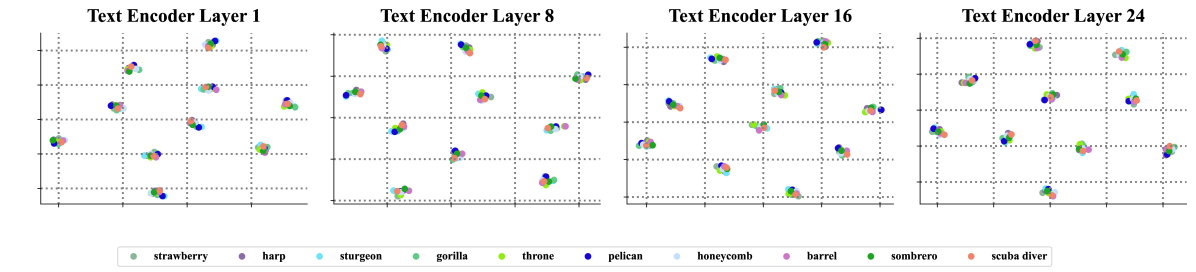 Text Encoder Layer 1
Text Encoder Layer 8
Text Encoder Layer 16
Text Encoder Layer 24
strawberry harp sturgeon gorilla throne pelican honeycomb barrel sombrero scuba diver